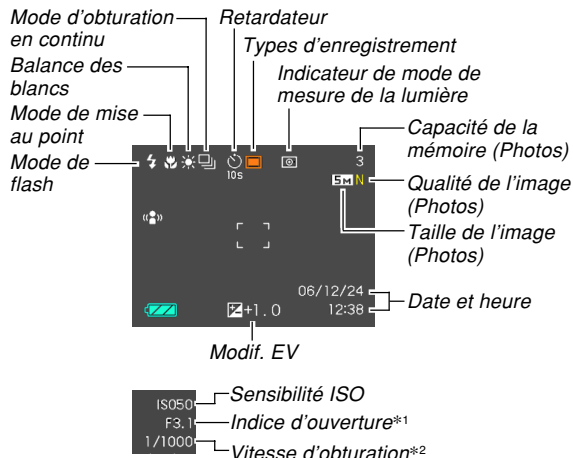 Mode d'obturation
en continu
Balance des
blancs
Mode de mise
au point
Mode de
flash
Retardateur
Types d'enregistrement
Indicateur de mode de
mesure de la lumière
Capacité de la
mémoire (Photos)
Qualité de l'image
(Photos)
Taille de l'image
(Photos)
Date et heure
10s
3
5M N
06/12/24
12:38
+1.0
Modif. EV
ISO50
F3.1
1/1000
Sensibilité ISO
Indice d'ouverture*1
Vitesse d'obturation*2